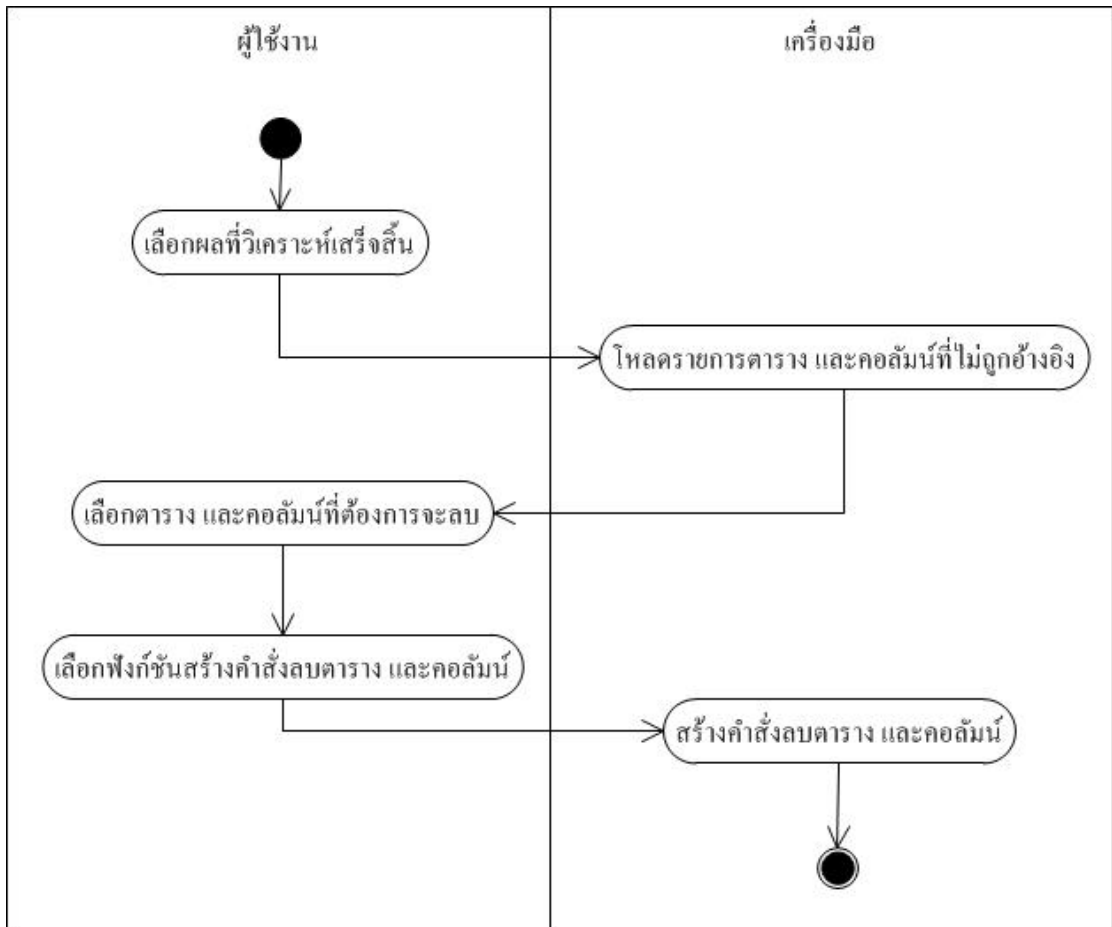 ผู้ใช้งาน
เครื่องมือ
เลือกผลที่วิเคราะห์เสร็จสิ้น
โหลดรายการตาราง และคอลัมน์ที่ไม่ถูกอ้างอิง
เลือกตาราง และคอลัมน์ที่ต้องการจะลบ
เลือกฟังก์ชันสร้างคำสั่งลบตาราง และคอลัมน์
สร้างคำสั่งลบตาราง และคอลัมน์